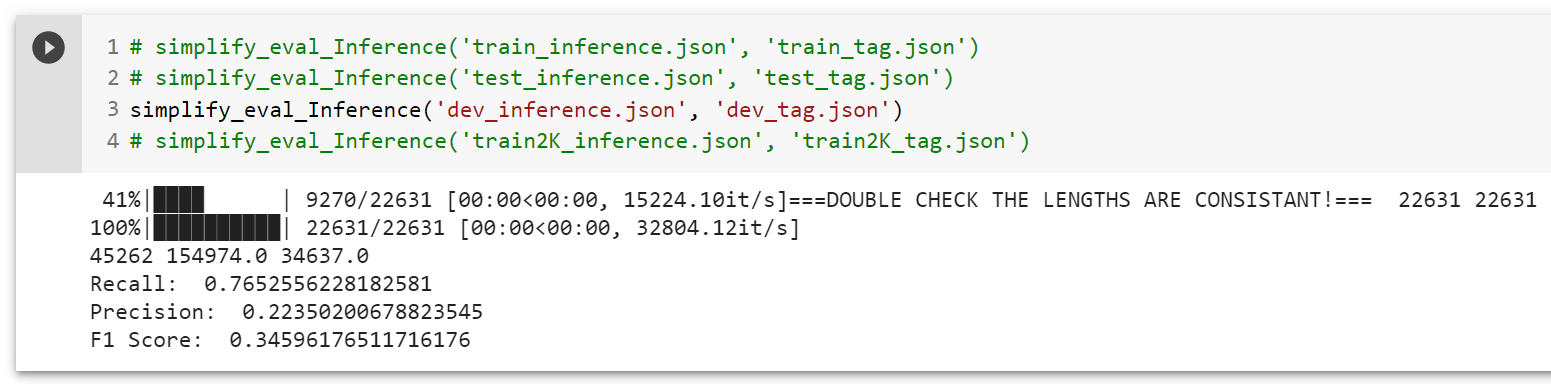 1 # simplify_eval_Inference('train_inference.json', 'train_tag.json')
2 # simplify_eval_Inference('test_inference.json', 'test_tag.json')
3 simplify_eval_Inference('dev_inference.json', 'dev_tag.json')
4 # simplify_eval_Inference('train2K_inference.json', 'train2K_tag.json')
41%|████      | 9270/22631 [00:00<00:00, 15224.10it/s]===DOUBLE CHECK THE LENGTHS ARE CONSISTANT!===  22631 22631
100%|██████████| 22631/22631 [00:00<00:00, 32804.12it/s]
45262 154974.0 34637.0
Recall:  0.7652556228182581
Precision:  0.22350200678823545
F1 Score:  0.34596176511716176